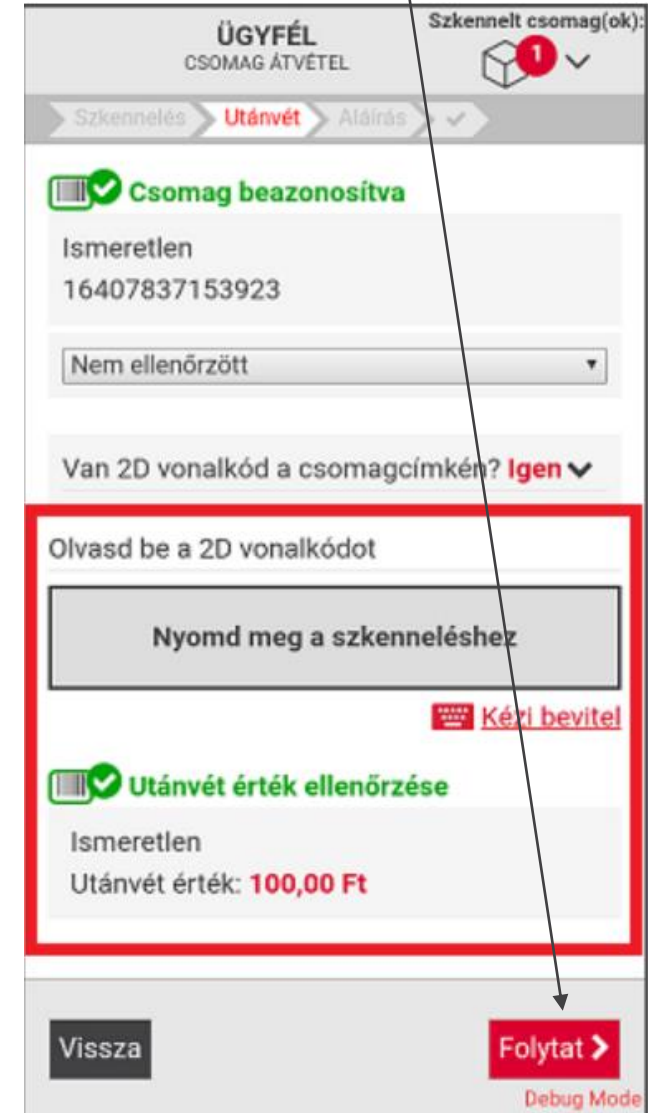 ÜGYFÉL
CSOMAG ÁTVÉTEL
Szkennelt csomag(ok):
1
Szkennelés Utánvét Aláírás
Csomag beazonosítva
Ismeretlen
16407837153923
Nem ellenőrzött
Van 2D vonalkód a csomagcímkén? Igen
Olvasd be a 2D vonalkódot
Nyomd meg a szkenneléshez
Kézi bevitel
Utánvét érték ellenőrzése
Ismeretlen
Utánvét érték: 100,00 Ft
Vissza
Folytat
Debug Mode